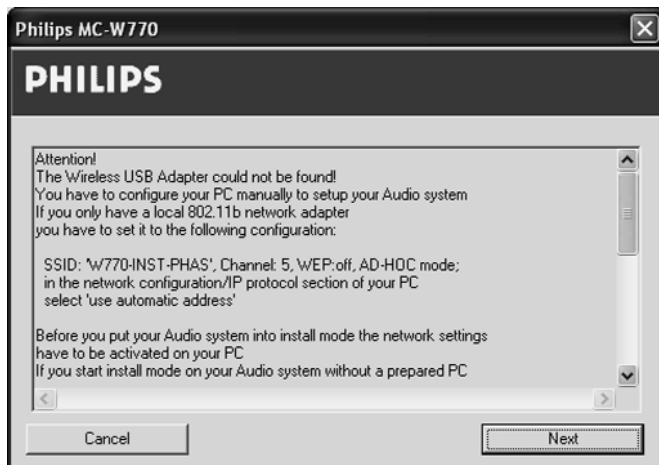 Philips MC-W770
PHILIPS
Attention!
The Wireless USB Adapter could not be found!
You have to configure your PC manually to setup your Audio system
If you only have a local 802.11b network adapter
you have to set it to the following configuration:
SSID: 'W770-INST-PHAS', Channel: 5, WEP:off, AD-HOC mode;
in the network configuration/IP protocol section of your PC
select 'use automatic address'
Before you put your Audio system into install mode the network settings
have to be activated on your PC
If you start install mode on your Audio system without a prepared PC
Cancel
Next